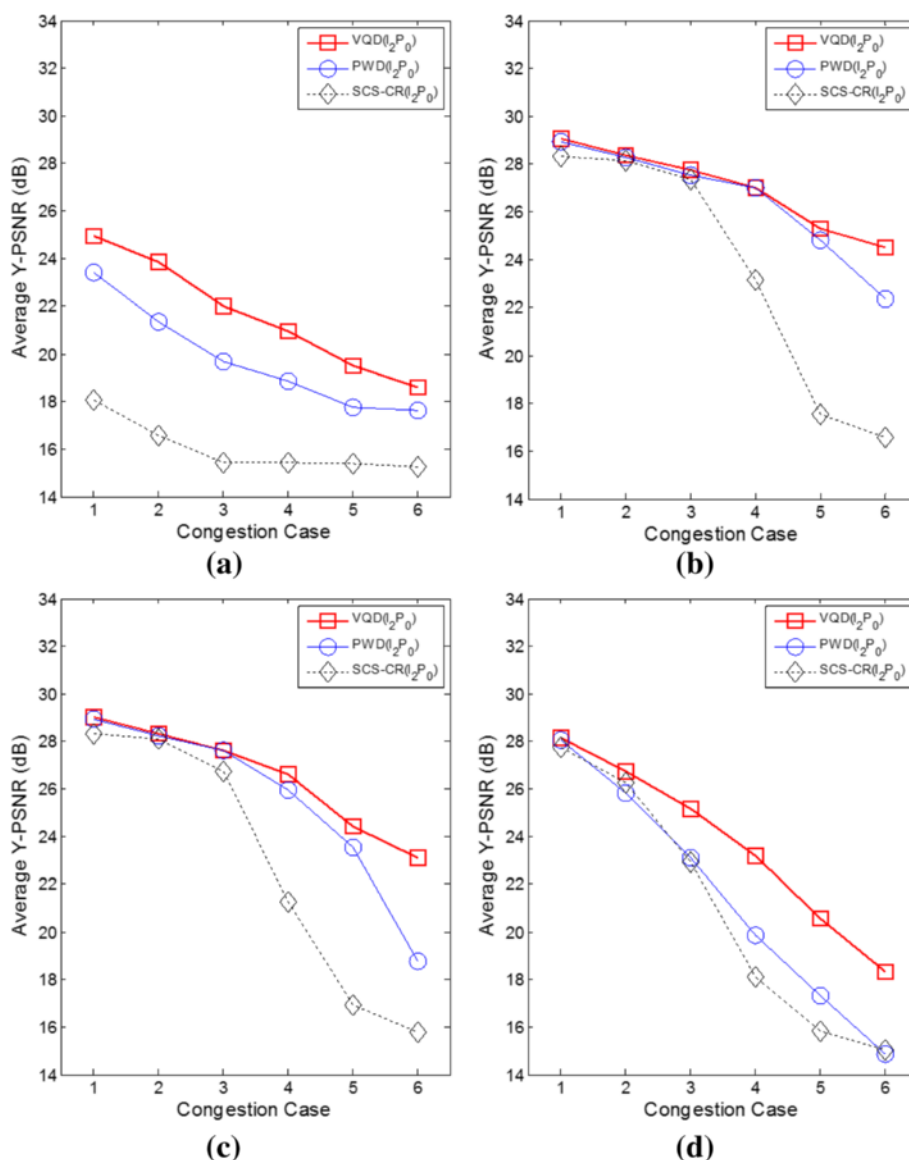 34
32
30
28
26
24
22
20
18
16
14
Average Y-PSNR (dB)
VQD(I₂P₀)
PWD(I₂P₀)
SCS-CR(I₂P₀)
1 2 3 4 5 6
Congestion Case
(a)
34
32
30
28
26
24
22
20
18
16
14
Average Y-PSNR (dB)
VQD(I₂P₀)
PWD(I₂P₀)
SCS-CR(I₂P₀)
1 2 3 4 5 6
Congestion Case
(b)
34
32
30
28
26
24
22
20
18
16
14
Average Y-PSNR (dB)
VQD(I₂P₀)
PWD(I₂P₀)
SCS-CR(I₂P₀)
1 2 3 4 5 6
Congestion Case
(c)
34
32
30
28
26
24
22
20
18
16
14
Average Y-PSNR (dB)
VQD(I₂P₀)
PWD(I₂P₀)
SCS-CR(I₂P₀)
1 2 3 4 5 6
Congestion Case
(d)